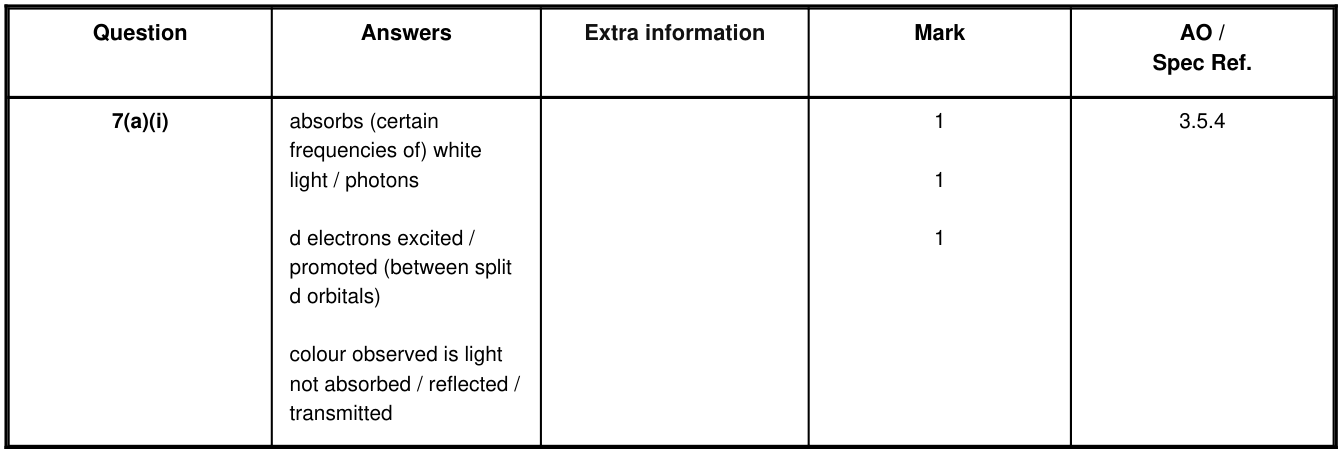 Question
Answers
Extra information
Mark
AO /
Spec Ref.
7(a)(i)
absorbs (certain
frequencies of) white
light / photons
d electrons excited /
promoted (between split
d orbitals)
colour observed is light
not absorbed / reflected /
transmitted
1
1
1
3.5.4